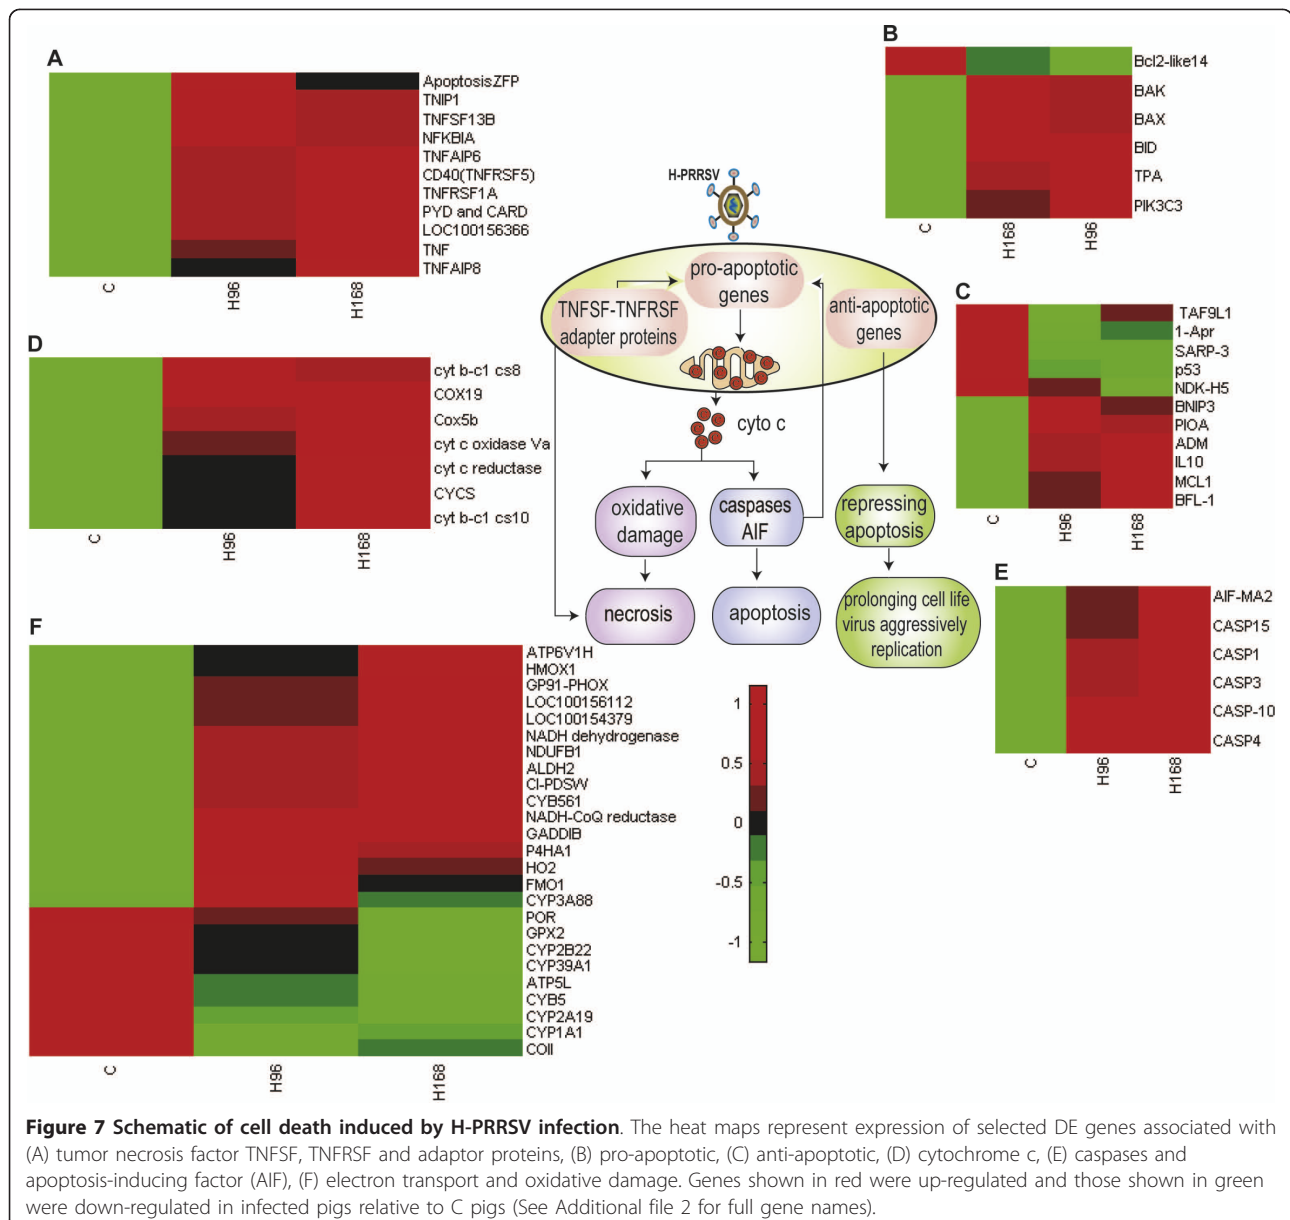 A
ApoptosisZFP
TNIP1
TNFSF13B
NFKBIA
TNFAIP6
CD40(TNFRSF5)
TNFRSF1A
PYD and CARD
LOC100156366
TNF
TNFAIP8
C
H96
H168
B
Bcl2-like14
BAK
BAX
BID
TPA
PIK3C3
C
H168
H96
H-PRRSV
pro-apoptotic
genes
TNFSF-TNFRSF
adapter proteins
anti-apoptotic
genes
C C C C C C C
cyto c
C C C C C
oxidative
damage
caspases
AIF
repressing
apoptosis
necrosis
apoptosis
prolonging cell life
virus aggressively
replication
C
TAF9L1
1-Apr
SARP-3
p53
NDK-H5
BNIP3
PIOA
ADM
IL10
MCL1
BFL-1
C
H96
H168
D
cyt b-c1 cs8
COX19
Cox5b
cyt c oxidase Va
cyt c reductase
CYCS
cyt b-c1 cs10
C
H96
H168
E
AIF-MA2
CASP15
CASP1
CASP3
CASP-10
CASP4
C
H96
H168
F
ATP6V1H
HMOX1
GP91-PHOX
LOC100156112
LOC100154379
NADH dehydrogenase
NDUFB1
ALDH2
CI-PDSW
CYB561
NADH-CoQ reductase
GADDIB
P4HA1
HO2
FMO1
CYP3A88
POR
GPX2
CYP2B22
CYP39A1
ATP5L
CYB5
CYP2A19
CYP1A1
COII
C
H96
H168
1
0.5
0
-0.5
-1
Figure 7 Schematic of cell death induced by H-PRRSV infection. The heat maps represent expression of selected DE genes associated with
(A) tumor necrosis factor TNFSF, TNFRSF and adaptor proteins, (B) pro-apoptotic, (C) anti-apoptotic, (D) cytochrome c, (E) caspases and
apoptosis-inducing factor (AIF), (F) electron transport and oxidative damage. Genes shown in red were up-regulated and those shown in green
were down-regulated in infected pigs relative to C pigs (See Additional file 2 for full gene names).